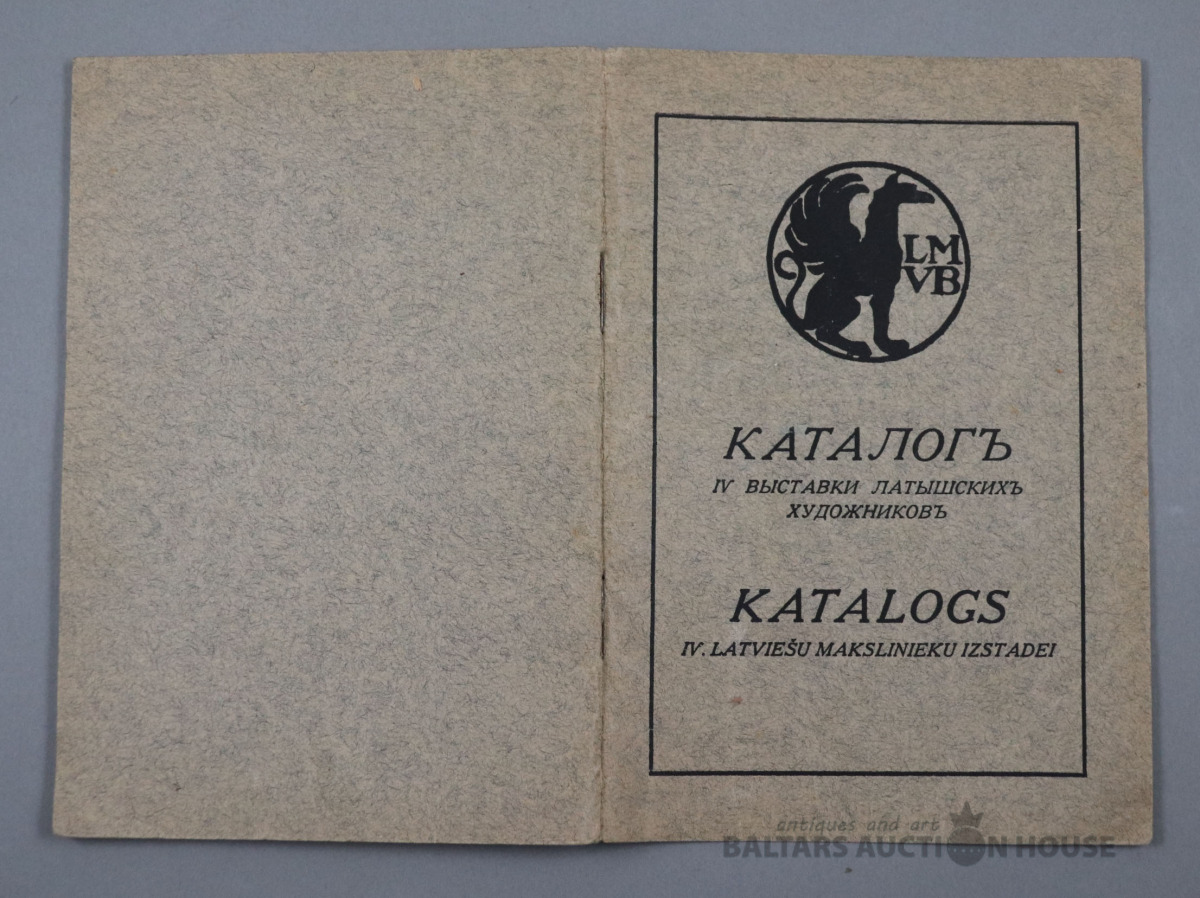 LM
VB
КАТАЛОГЪ
IV ВЫСТАВКИ ЛАТЫШСКИХЪ
ХУДОЖНИКОВЪ
KATALOGS
IV. LATVIEŠU MAKSLINIEKU IZSTADEI
antiques and art
BALTARS AUCTION HOUSE